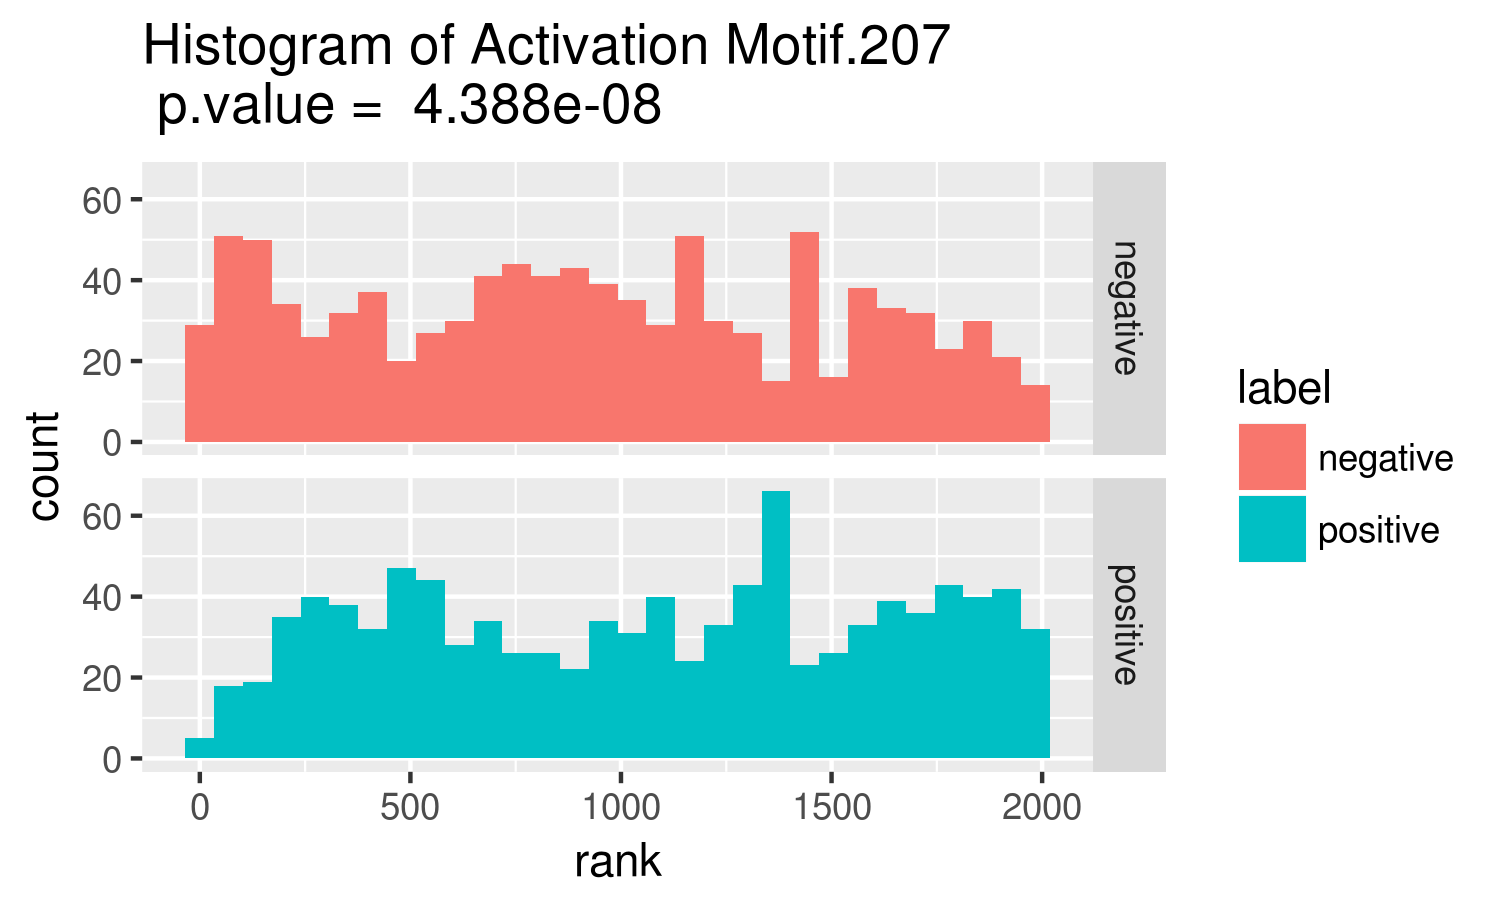 Histogram of Activation Motif.207
p.value = 4.388e-08
60
40
20
0
negative
60
40
20
0
positive
count
0 500 1000 1500 2000
rank
label
negative
positive